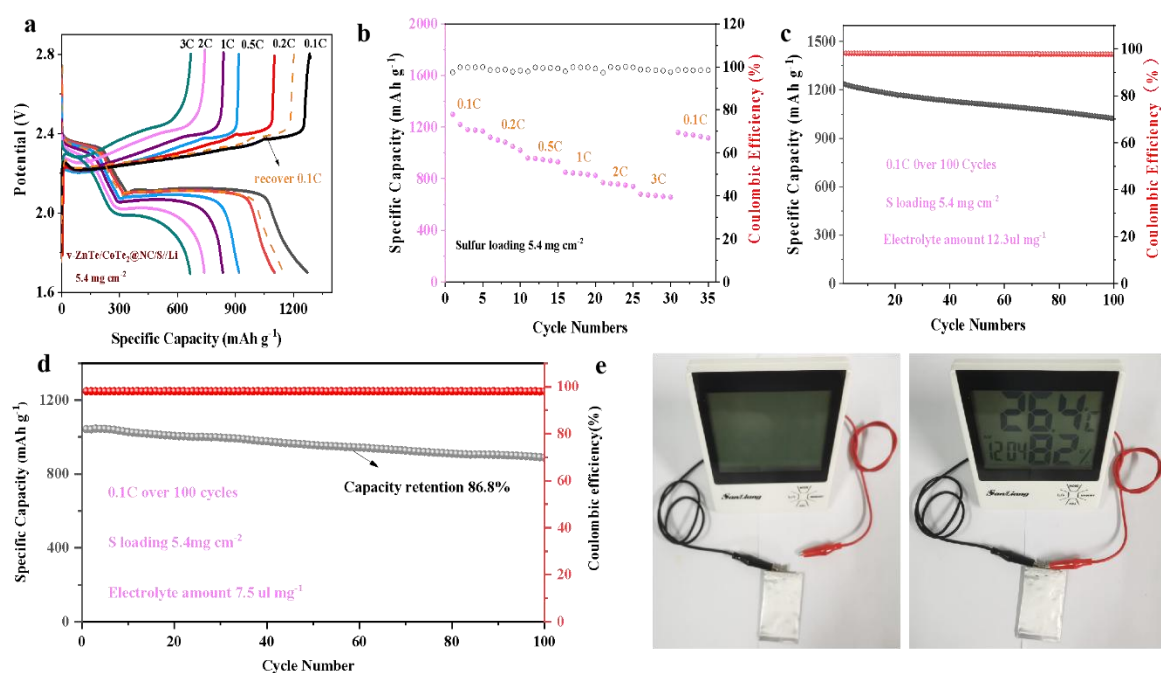 a
3C 2C 1C 0.5C 0.2C 0.1C
2.8
2.4
2.0
1.6
Potential (V)
recover 0.1C
v-ZnTe/CoTe₂@NC/S//Li
5.4 mg cm⁻²
0 300 600 900 1200
Specific Capacity (mAh g⁻¹)
b
2000
1600
1200
800
400
0
Specific Capacity (mAh g⁻¹)
0.1C
0.2C
0.5C
1C
2C
3C
0.1C
Sulfur loading 5.4 mg cm⁻²
120
100
80
60
40
20
0
Coulombic Efficiency (%)
0 5 10 15 20 25 30 35
Cycle Numbers
c
1500
1200
900
600
300
0
Specific Capacity (mAh g⁻¹)
0.1C 0ver 100 Cycles
S loading 5.4 mg cm⁻²
Electrolyte amount 12.3ul mg⁻¹
100
80
60
40
20
0
Coulombic Efficiency (%)
20 40 60 80 100
Cycle Numbers
d
1200
900
800
400
0
Specific Capacity (mAh g⁻¹)
Capacity retention 86.8%
0.1C over 100 cycles
S loading 5.4mg cm⁻²
Electrolyte amount 7.5 ul mg⁻¹
100
80
60
40
20
0
Coulombic efficiency(%)
0 20 40 60 80 100
Cycle Number
e
SanLiang
26.4℃
12 04 82%
SanLiang